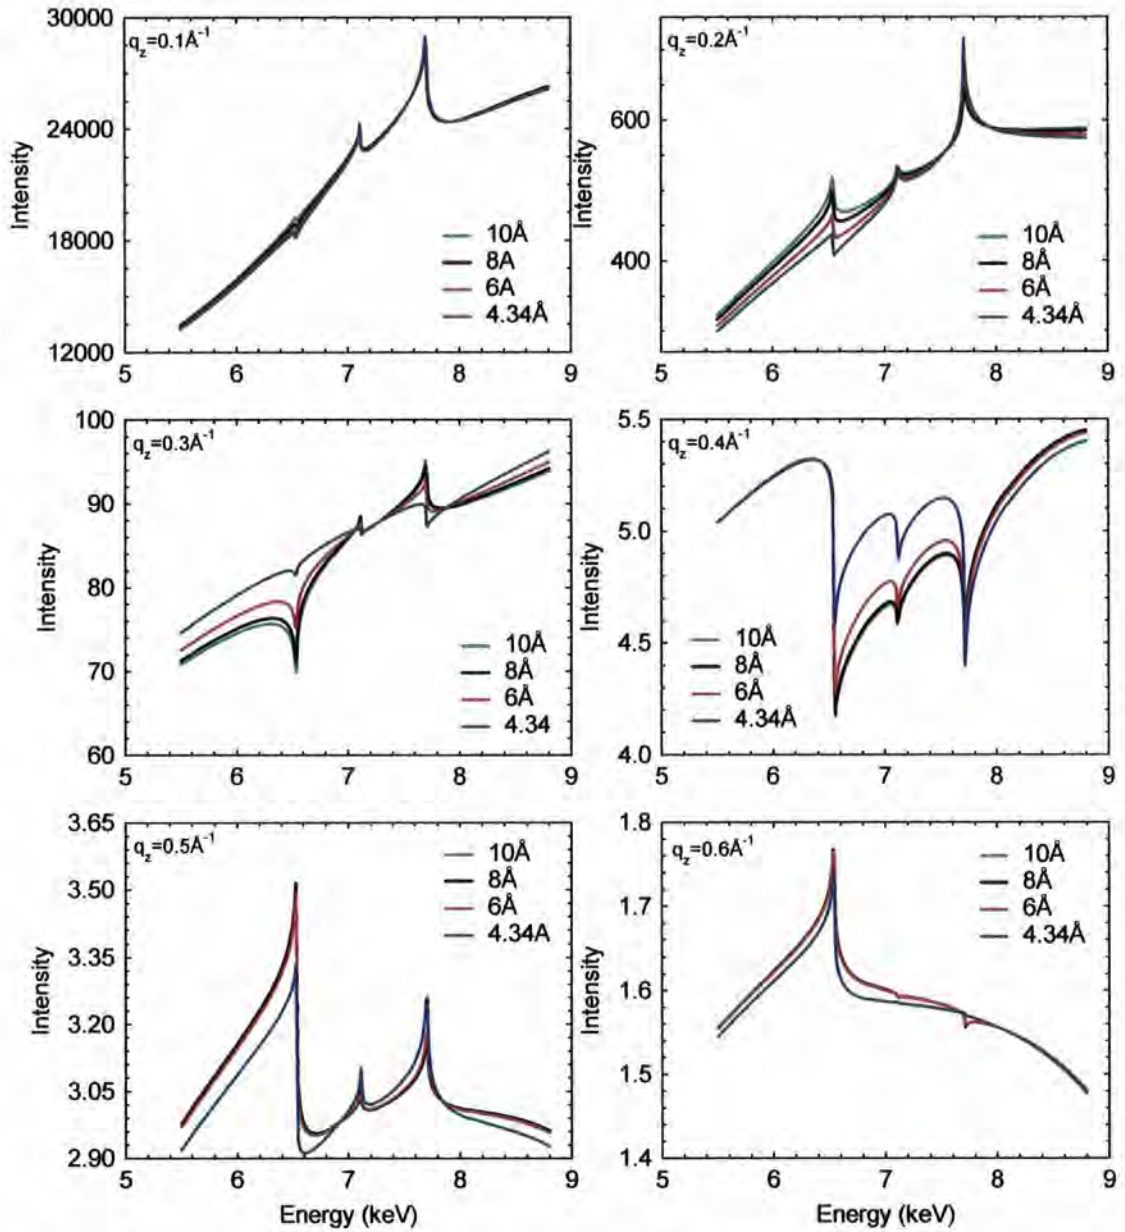 30000
24000
18000
12000
Intensity
q_z=0.1Å⁻¹
10Å
8A
6A
4.34Å
5 6 7 8 9
600
400
Intensity
q_z=0.2Å⁻¹
10Å
8Å
6Å
4.34Å
5 6 7 8 9
100
90
80
70
60
Intensity
q_z=0.3Å⁻¹
10Å
8Å
6Å
4.34
5 6 7 8 9
5.5
5.0
4.5
4.0
Intensity
q_z=0.4Å⁻¹
10Å
8Å
6Å
4.34Å
5 6 7 8 9
3.65
3.50
3.35
3.20
3.05
2.90
Intensity
q_z=0.5Å⁻¹
10Å
8Å
6Å
4.34A
5 6 7 8 9
Energy (keV)
1.8
1.7
1.6
1.5
1.4
Intensity
q_z=0.6Å⁻¹
10Å
8Å
6Å
4.34Å
5 6 7 8 9
Energy (keV)